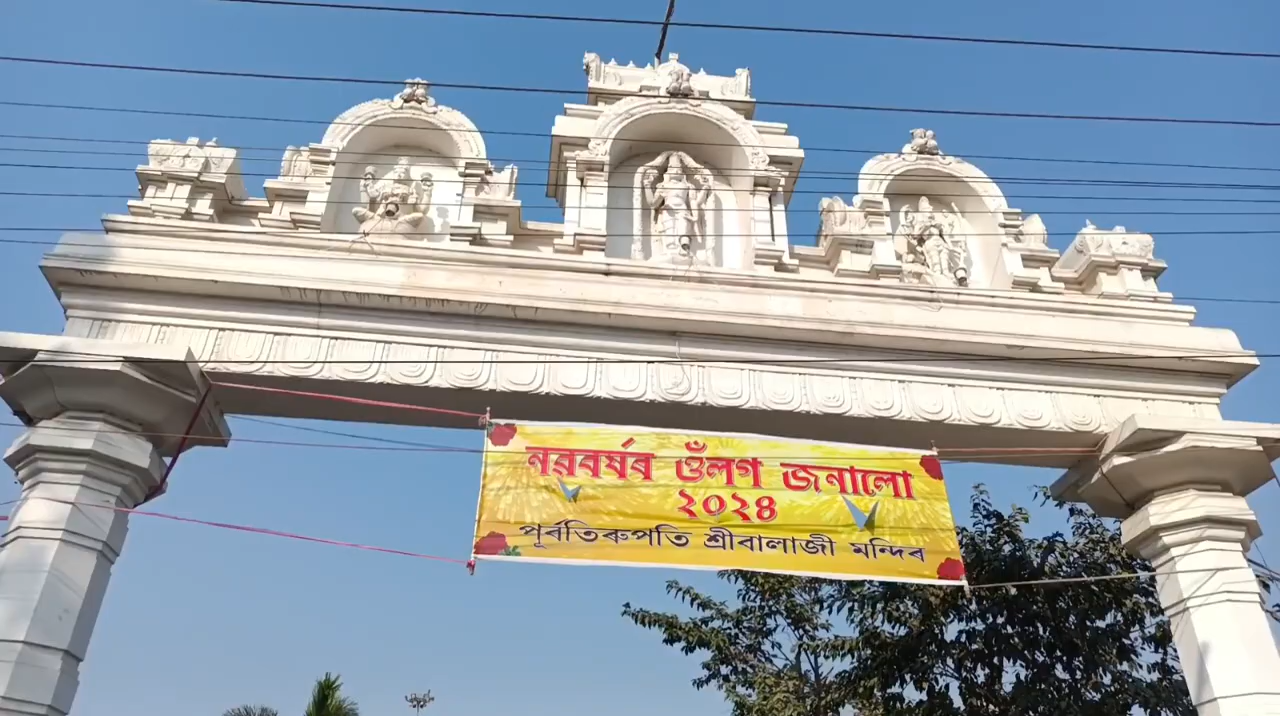 নৱবৰ্ষৰ ওঁলগ জনালো
২০২৪
পূৰ্বতিৰুপতি শ্ৰীবালাজী মন্দিৰ